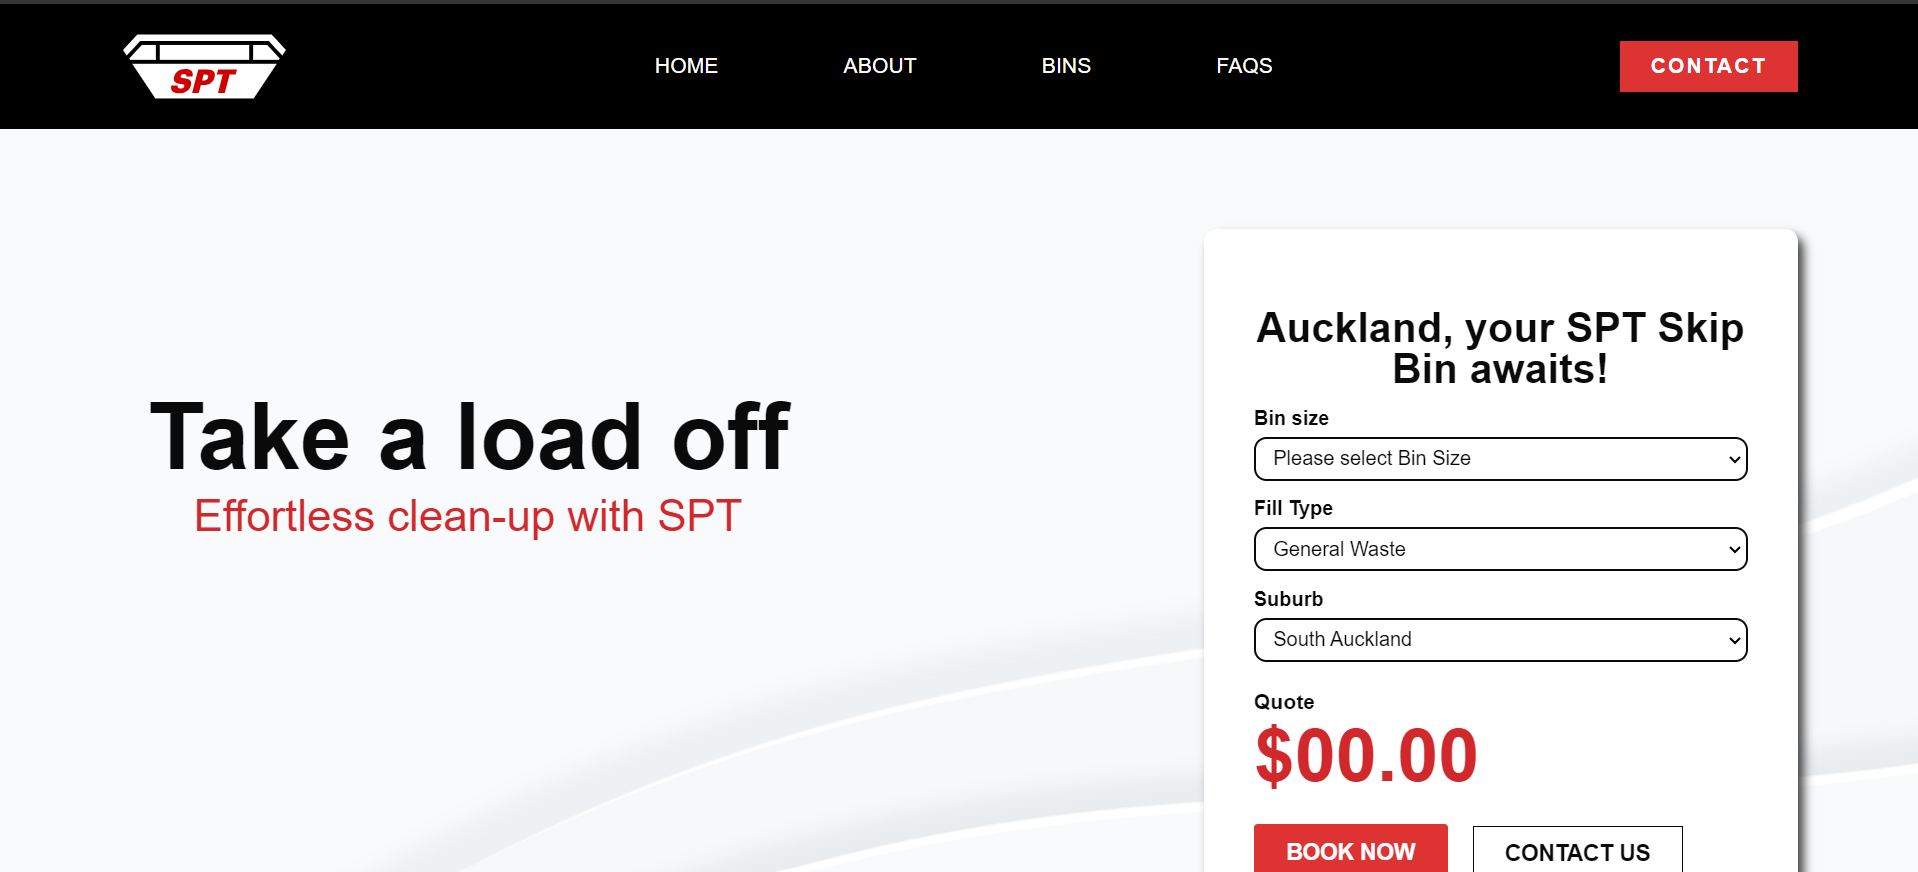 SPT
HOME
ABOUT
BINS
FAQS
CONTACT
Take a load off
Effortless clean-up with SPT
Auckland, your SPT Skip
Bin awaits!
Bin size
Please select Bin Size
Fill Type
General Waste
Suburb
South Auckland
Quote
$00.00
BOOK NOW
CONTACT US